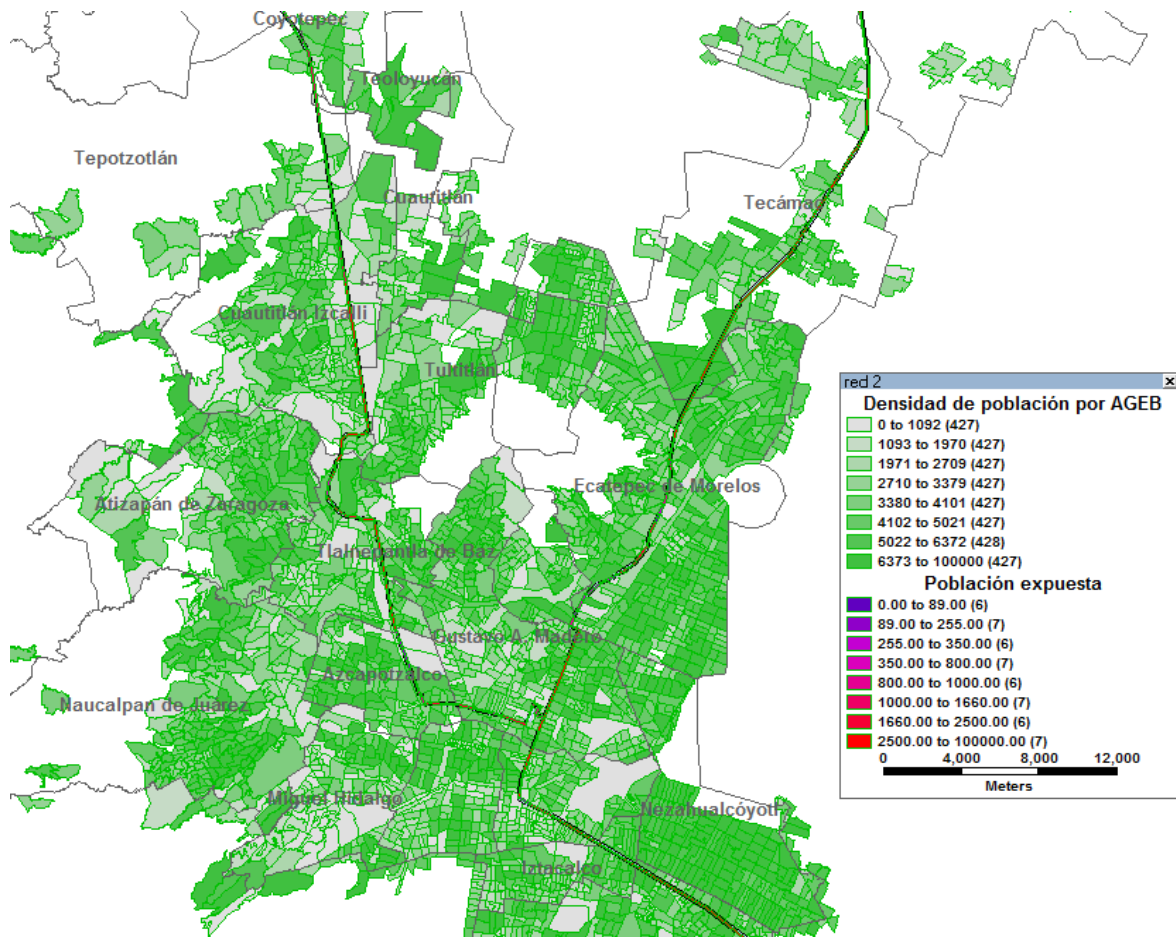 Coyotepec
Teoloyucán
Tepotzotlán
Cuautitlán
Tecámac
Cuautitlán Izcalli
Tultitlán
Atizapán de Zaragoza
Ecatepec de Morelos
Tlalnepantla de Baz
Gustavo A. Madero
Azcapotzalco
Naucalpan de Juárez
Miguel Hidalgo
Nezahualcóyotl
Iztacalco
red 2
Densidad de población por AGEB
0 to 1092 (427)
1093 to 1970 (427)
1971 to 2709 (427)
2710 to 3379 (427)
3380 to 4101 (427)
4102 to 5021 (427)
5022 to 6372 (428)
6373 to 100000 (427)
Población expuesta
0.00 to 89.00 (6)
89.00 to 255.00 (7)
255.00 to 350.00 (6)
350.00 to 800.00 (7)
800.00 to 1000.00 (6)
1000.00 to 1660.00 (7)
1660.00 to 2500.00 (6)
2500.00 to 100000.00 (7)
0 4,000 8,000 12,000
Meters